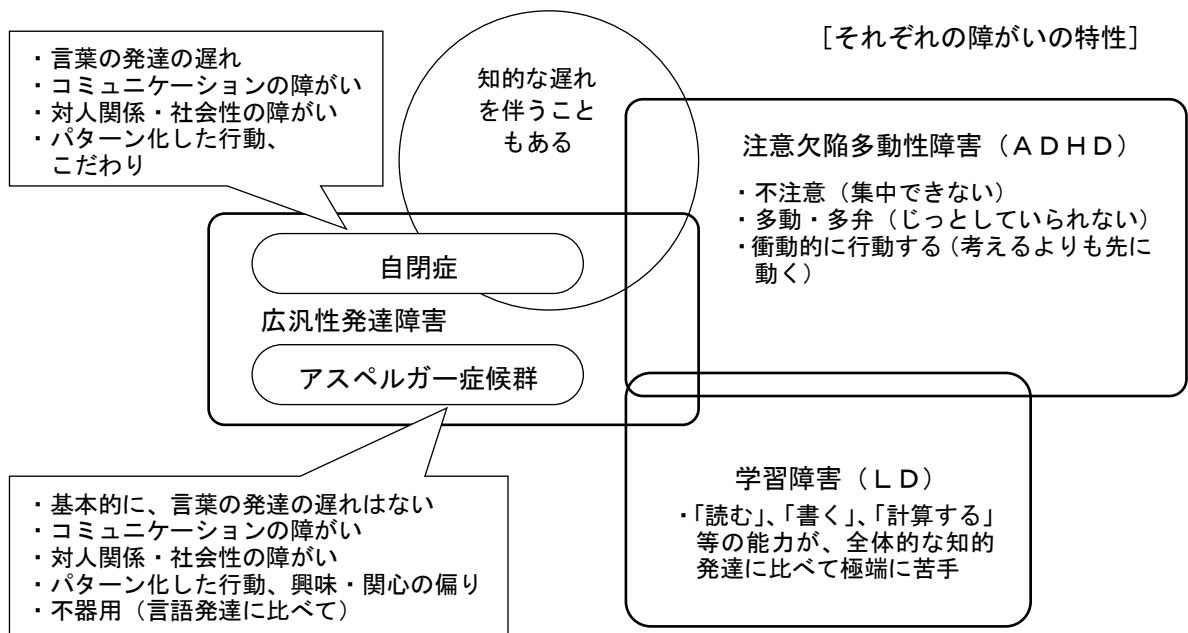 ［それぞれの障がいの特性］
・言葉の発達の遅れ
・コミュニケーションの障がい
・対人関係・社会性の障がい
・パターン化した行動、
こだわり
知的な遅れ
を伴うこと
もある
注意欠陥多動性障害（ＡＤＨＤ）
・不注意（集中できない）
・多動・多弁（じっとしていられない）
・衝動的に行動する（考えるよりも先に
動く）
自閉症
広汎性発達障害
アスペルガー症候群
・基本的に、言葉の発達の遅れはない
・コミュニケーションの障がい
・対人関係・社会性の障がい
・パターン化した行動、興味・関心の偏り
・不器用（言語発達に比べて）
学習障害（ＬＤ）
・「読む」、「書く」、「計算する」
等の能力が、全体的な知的
発達に比べて極端に苦手